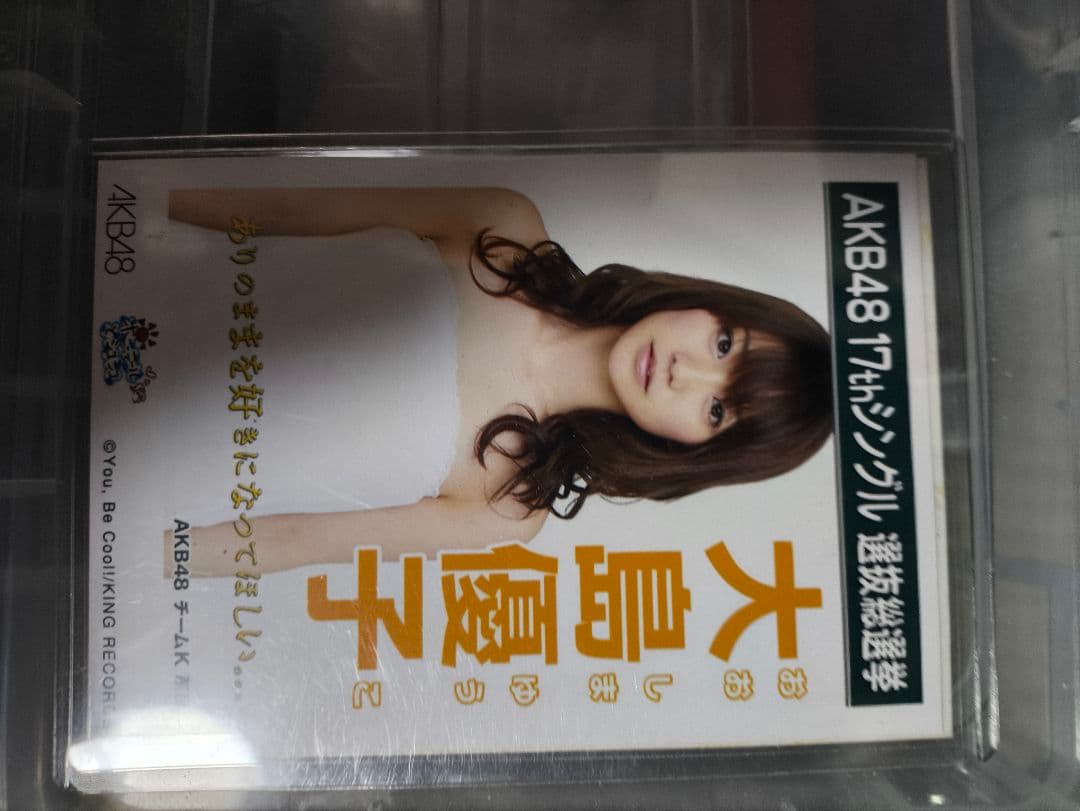 AKB48 17thシングル 選抜総選挙
大島優子
おおしまゆうこ
ありのままを好きになってほしい。…
AKB48 チームK
AKB48
©You, Be Cool!/KING RECOR